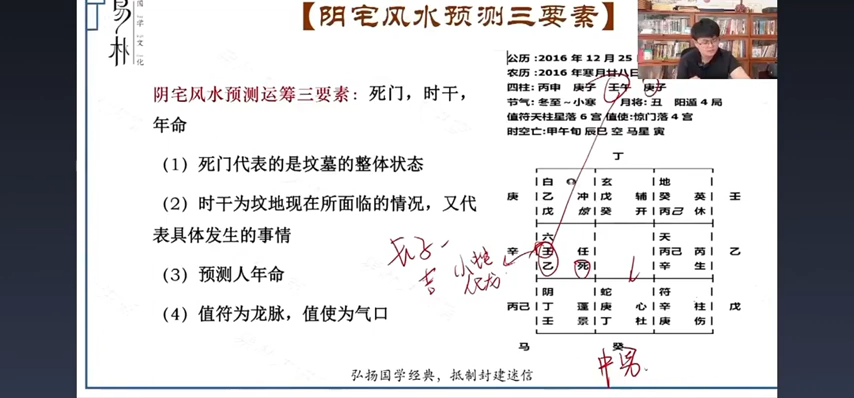 易朴
国学文化
【阴宅风水预测三要素】
阴宅风水预测运筹三要素：死门，时干，
年命
（1）死门代表的是坟墓的整体状态
（2）时干为坟地现在所面临的情况，又代
表具体发生的事情
（3）预测人年命
（4）值符为龙脉，值使为气口
公历：2016 年 12 月 25
农历：2016 年寒月廿八日
四柱：丙申 庚子 壬午 庚子
节气：冬至～小寒 月将：丑 阳遁 4 局
值符天柱星落 6 宫 值使：惊门落 4 宫
时空亡：甲午旬 辰巳 空 马星 寅
丁
白 玄 地
庚 乙 冲 戊 辅 癸 英 壬
戊 惊 癸 开 丙己 休
六 天
辛 壬 任 丙己 丙 乙
乙 死 辛 生
阴 蛇 符
丙己 丁 蓬 庚 心 辛 柱 戊
壬 景 丁 杜 庚 伤
马 癸
长子
吉
中男
弘扬国学经典，抵制封建迷信